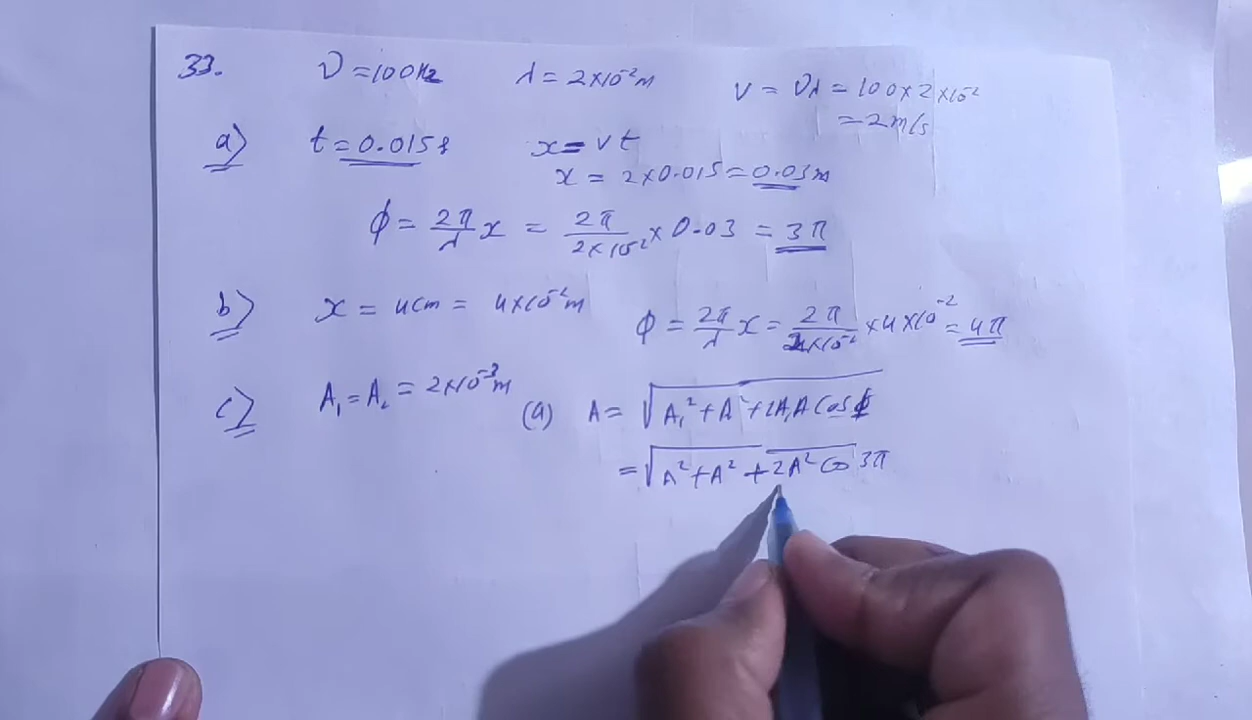 33. ν = 100Hz λ = 2×10⁻²m v = νλ = 100×2×10⁻²
= 2m/s
a) t = 0.015s x = vt
x = 2×0.015 = 0.03m
ϕ = 2π/λ x = 2π/2×10⁻² × 0.03 = 3π
b) x = 4cm = 4×10⁻²m ϕ = 2π/λ x = 2π/2×10⁻² ×4×10⁻² = 4π
c) A₁ = A₂ = 2×10⁻³m (a) A = √A₁²+A²+2A₁A Cosϕ
= √A²+A²+2A² Cos 3π